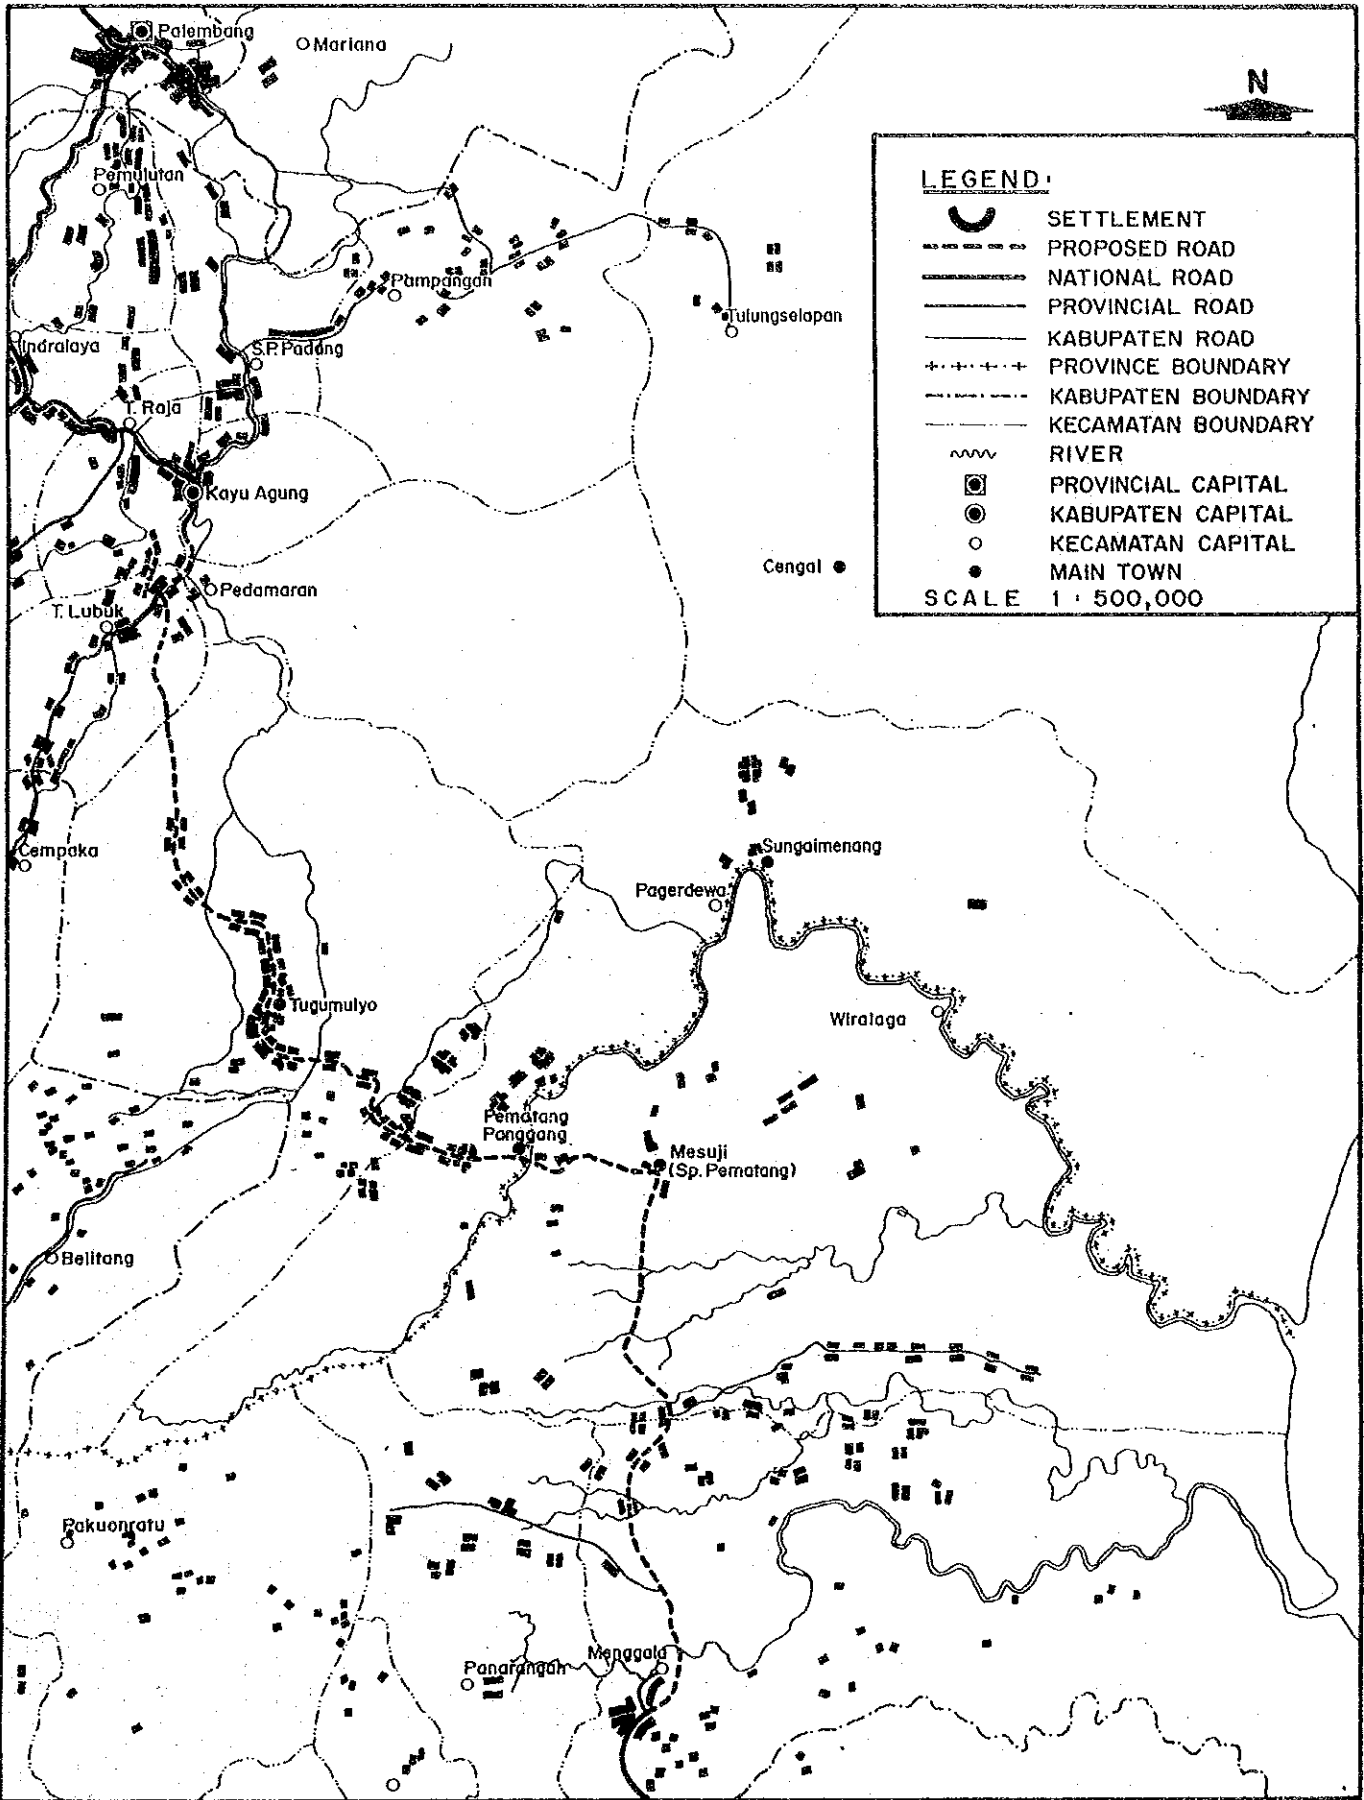 Palembang
Mariana
N
LEGEND:
SETTLEMENT
PROPOSED ROAD
NATIONAL ROAD
PROVINCIAL ROAD
KABUPATEN ROAD
PROVINCE BOUNDARY
KABUPATEN BOUNDARY
KECAMATAN BOUNDARY
RIVER
PROVINCIAL CAPITAL
KABUPATEN CAPITAL
KECAMATAN CAPITAL
MAIN TOWN
SCALE 1 : 500,000
Pemulutan
Pampangan
Tulungselapan
Indralaya
S.P. Padang
T. Raja
Kayu Agung
Cengal
Pedamaran
T. Lubuk
Cempaka
Sungaimenang
Pagerdewa
Tugumulyo
Wiralaga
Pematang
Panggang
Mesuji
(Sp. Pematang)
Belitang
Pakuonratu
Menggala
Panarangan